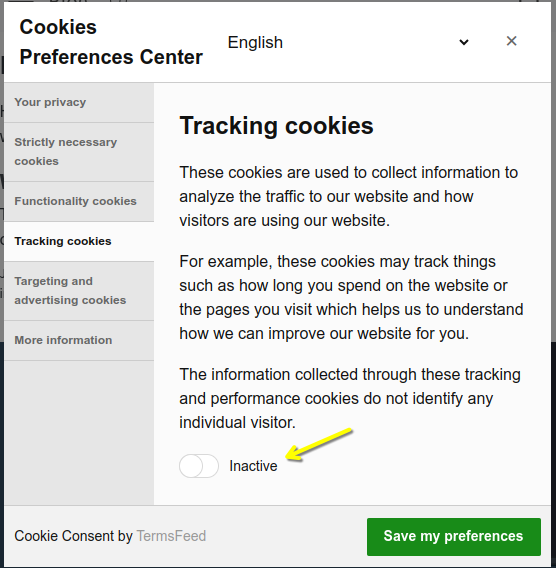 Cookies
Preferences Center
English
×
Your privacy
Strictly necessary
cookies
Functionality cookies
Tracking cookies
Targeting and
advertising cookies
More information
Tracking cookies
These cookies are used to collect information to
analyze the traffic to our website and how
visitors are using our website.
For example, these cookies may track things
such as how long you spend on the website or
the pages you visit which helps us to understand
how we can improve our website for you.
The information collected through these tracking
and performance cookies do not identify any
individual visitor.
Inactive
Cookie Consent by TermsFeed
Save my preferences